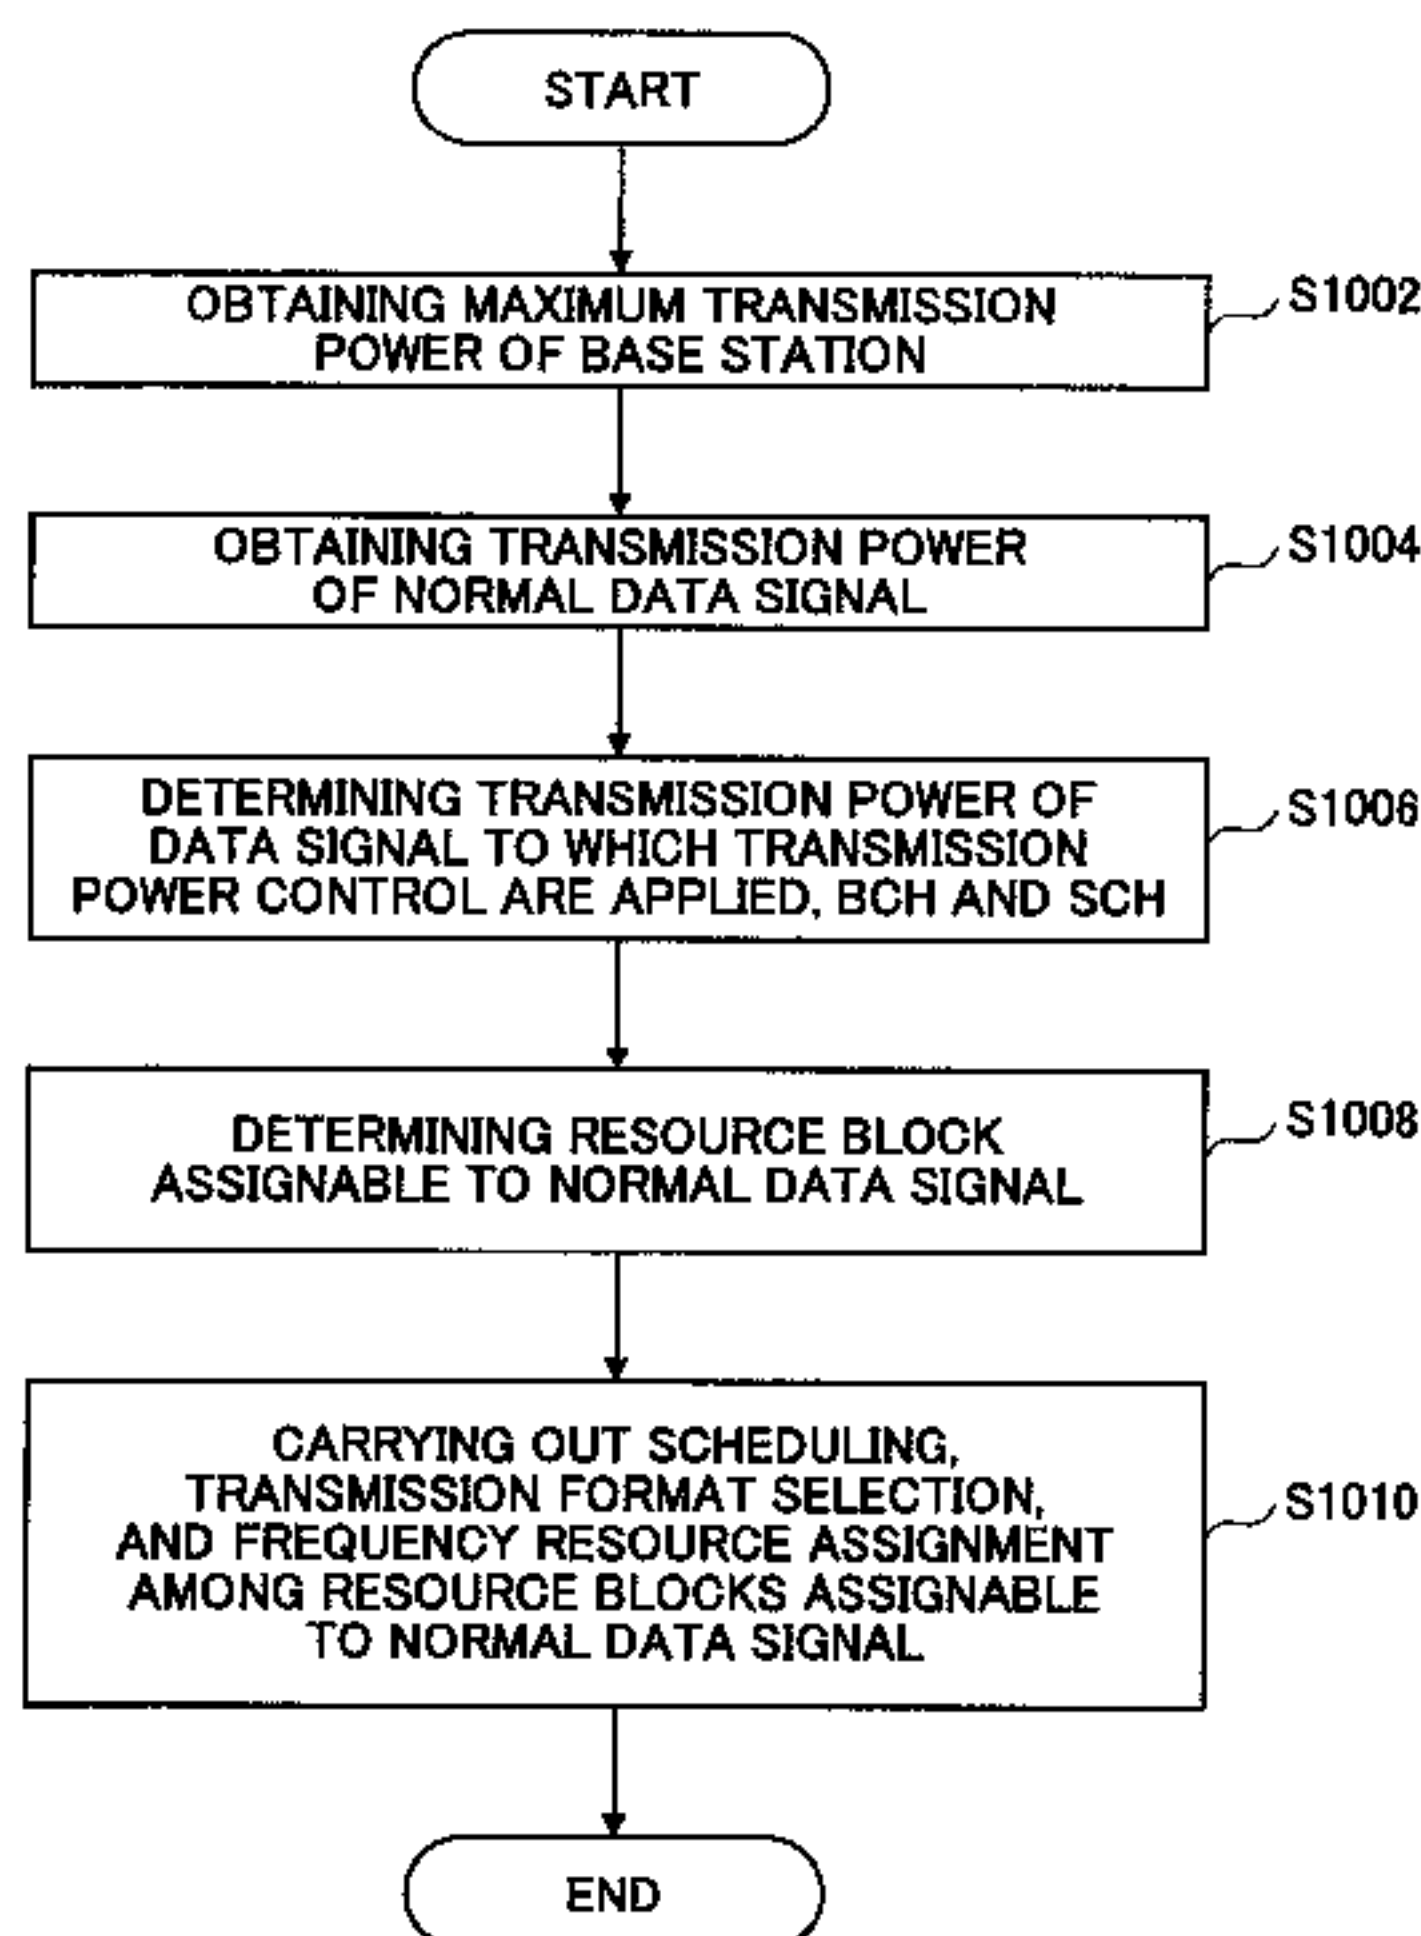 START
OBTAINING MAXIMUM TRANSMISSION
POWER OF BASE STATION
S1002
OBTAINING TRANSMISSION POWER
OF NORMAL DATA SIGNAL
S1004
DETERMINING TRANSMISSION POWER OF
DATA SIGNAL TO WHICH TRANSMISSION
POWER CONTROL ARE APPLIED, BCH AND SCH
S1006
DETERMINING RESOURCE BLOCK
ASSIGNABLE TO NORMAL DATA SIGNAL
S1008
CARRYING OUT SCHEDULING,
TRANSMISSION FORMAT SELECTION,
AND FREQUENCY RESOURCE ASSIGNMENT
AMONG RESOURCE BLOCKS ASSIGNABLE
TO NORMAL DATA SIGNAL
S1010
END